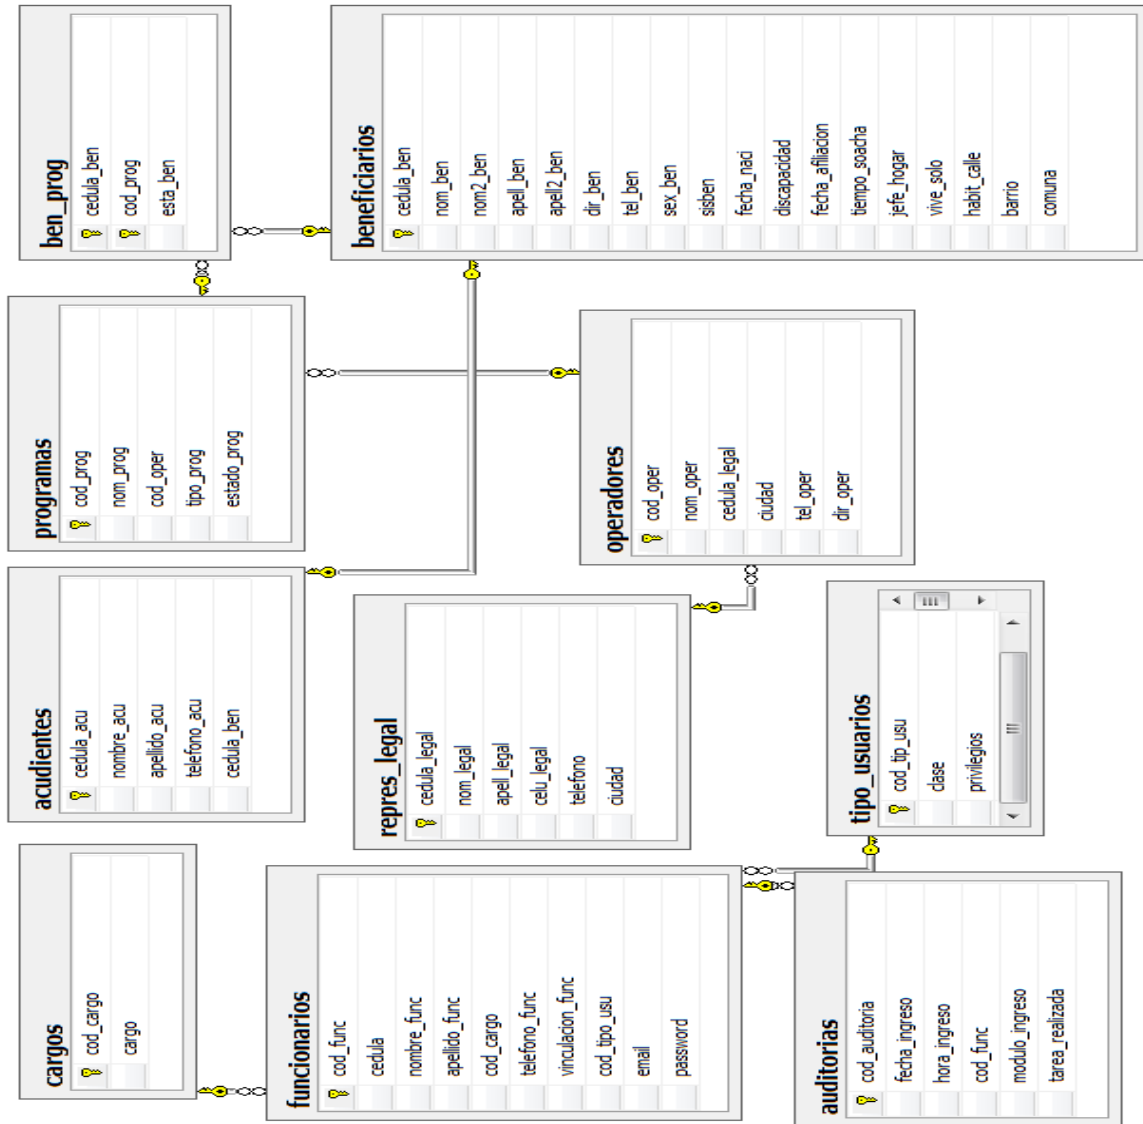 cargos
cod_cargo
cargo
acudientes
cedula_acu
nombre_acu
apellido_acu
telefono_acu
cedula_ben
programas
cod_prog
nom_prog
cod_oper
tipo_prog
estado_prog
ben_prog
cedula_ben
cod_prog
esta_ben
funcionarios
cod_func
cedula
nombre_func
apellido_func
cod_cargo
telefono_func
vinculacion_func
cod_tipo_usu
email
password
repres_legal
cedula_legal
nom_legal
apell_legal
celu_legal
telefono
ciudad
operadores
cod_oper
nom_oper
cedula_legal
ciudad
tel_oper
dir_oper
beneficiarios
cedula_ben
nom_ben
nom2_ben
apell_ben
apell2_ben
dir_ben
tel_ben
sex_ben
sisben
fecha_naci
discapacidad
fecha_afiliacion
tiempo_soacha
jefe_hogar
vive_solo
habit_calle
barrio
comuna
auditorias
cod_auditoria
fecha_ingreso
hora_ingreso
cod_func
modulo_ingreso
tarea_realizada
tipo_usuarios
cod_tip_usu
clase
privilegios